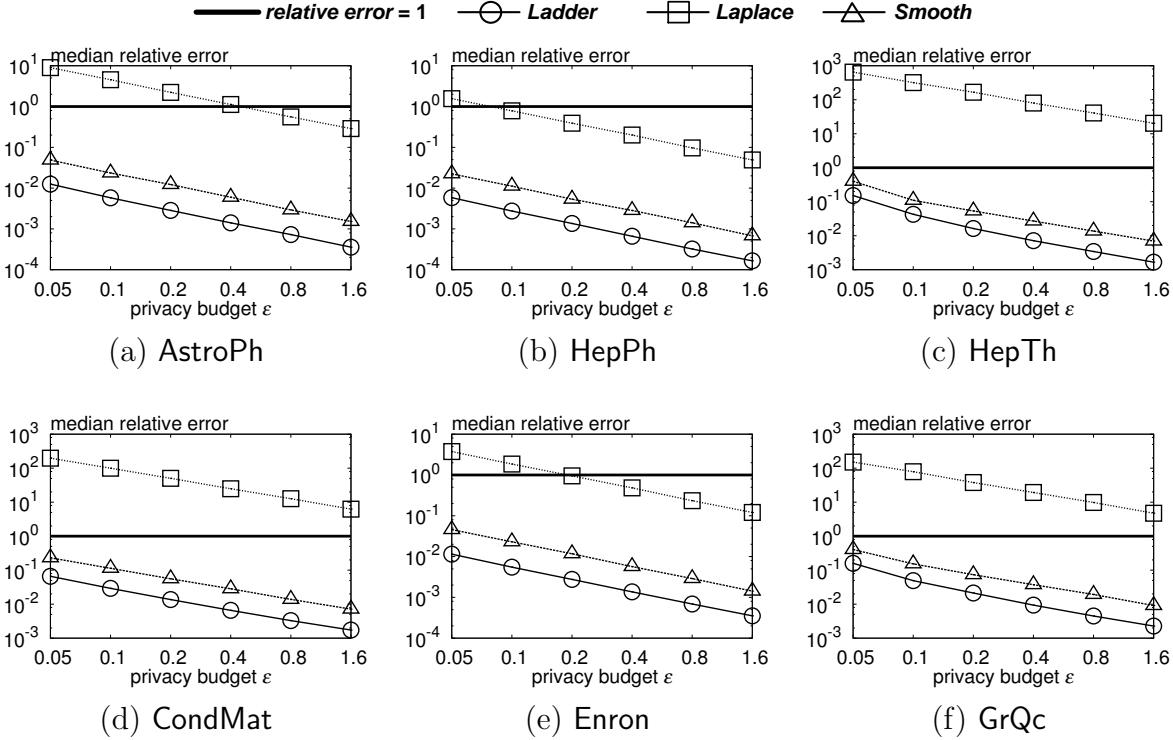 relative error = 1 Ladder Laplace Smooth
median relative error median relative error median relative error
10^1 10^1 10^3
10^0 10^0 10^2
10^-1 10^-1 10^1
10^-2 10^-2 10^0
10^-3 10^-3 10^-1
10^-4 10^-4 10^-2
10^-3
0.05 0.1 0.2 0.4 0.8 1.6 0.05 0.1 0.2 0.4 0.8 1.6 0.05 0.1 0.2 0.4 0.8 1.6
privacy budget ε privacy budget ε privacy budget ε
(a) AstroPh (b) HepPh (c) HepTh
median relative error median relative error median relative error
10^3 10^1 10^3
10^2 10^0 10^2
10^1 10^-1 10^1
10^0 10^-2 10^0
10^-1 10^-3 10^-1
10^-2 10^-4 10^-2
10^-3 10^-3
0.05 0.1 0.2 0.4 0.8 1.6 0.05 0.1 0.2 0.4 0.8 1.6 0.05 0.1 0.2 0.4 0.8 1.6
privacy budget ε privacy budget ε privacy budget ε
(d) CondMat (e) Enron (f) GrQc